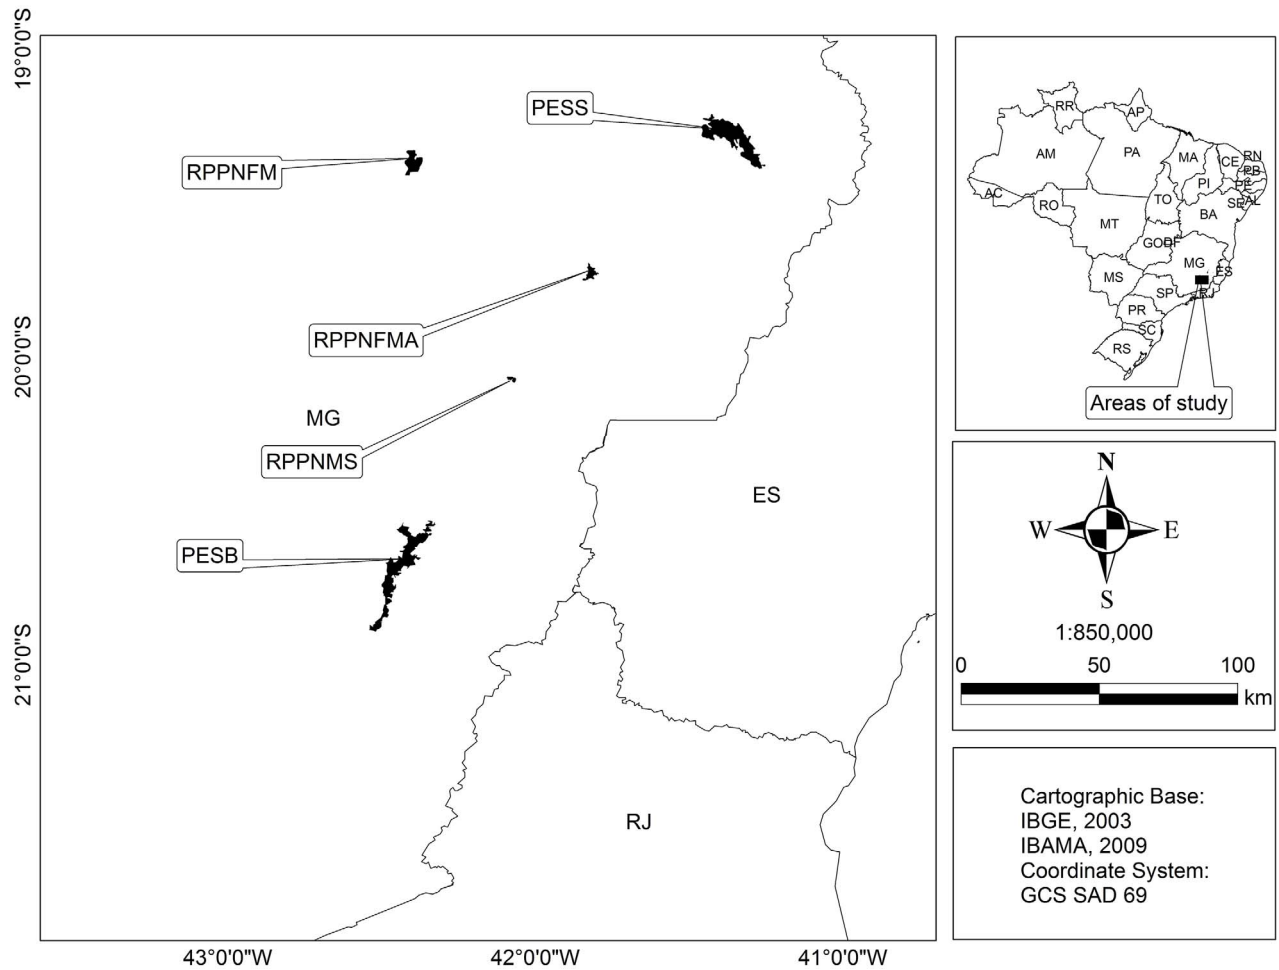 19°0'0"S
20°0'0"S
21°0'0"S
43°0'0"W
42°0'0"W
41°0'0"W
PESS
RPPNFM
RPPNFMA
MG
RPPNMS
ES
PESB
RJ
RR
AP
AM
PA
MA
CE
RN
PB
PI
PE
AC
RO
TO
SE
AL
BA
MT
GO
DF
MG
ES
MS
SP
RJ
PR
SC
RS
Areas of study
N
W
E
S
1:850,000
0
50
100
km
Cartographic Base:
IBGE, 2003
IBAMA, 2009
Coordinate System:
GCS SAD 69